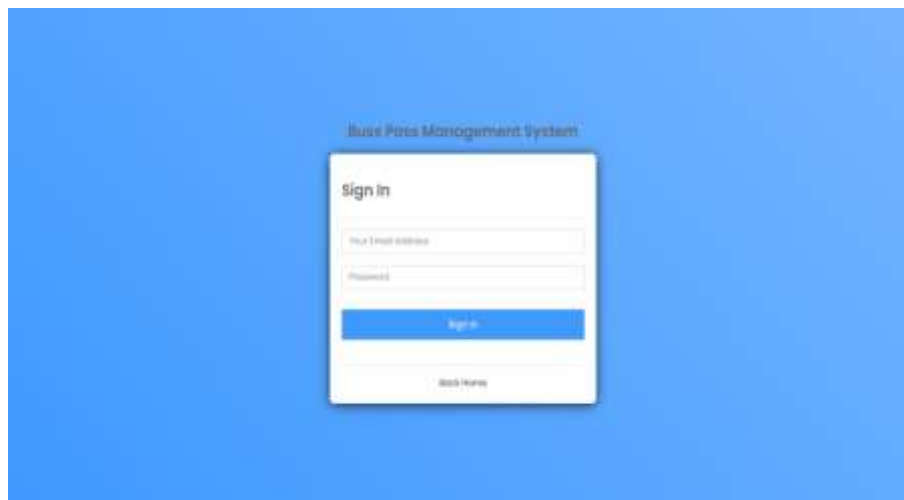 Buss Pass Management System
Sign In
Your Email Address
Password
Sign In
Back Home